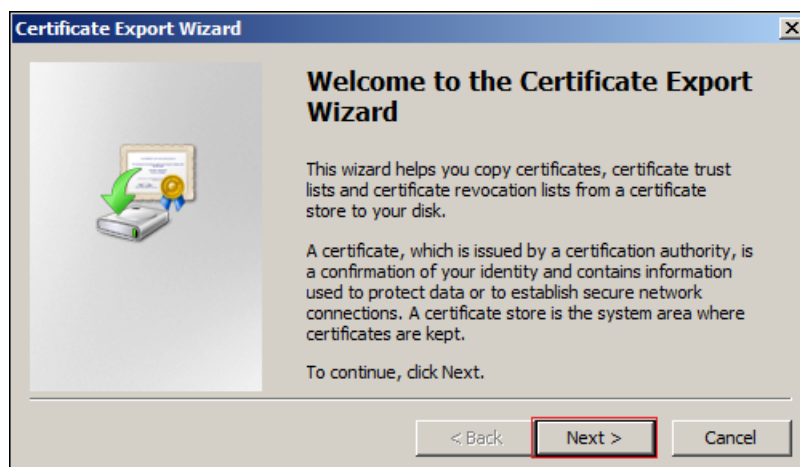 Certificate Export Wizard
Welcome to the Certificate Export
Wizard
This wizard helps you copy certificates, certificate trust
lists and certificate revocation lists from a certificate
store to your disk.
A certificate, which is issued by a certification authority, is
a confirmation of your identity and contains information
used to protect data or to establish secure network
connections. A certificate store is the system area where
certificates are kept.
To continue, click Next.
< Back
Next >
Cancel